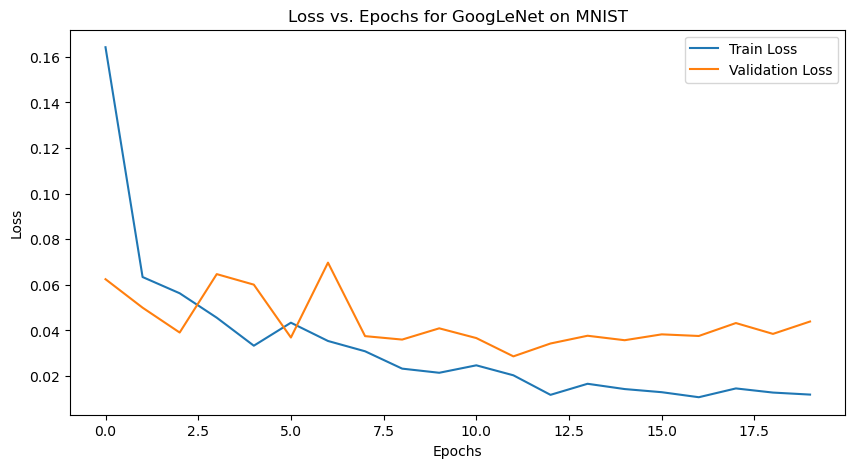 Loss vs. Epochs for GoogLeNet on MNIST
Train Loss
Validation Loss
0.16
0.14
0.12
0.10
0.08
0.06
0.04
0.02
Loss
0.0 2.5 5.0 7.5 10.0 12.5 15.0 17.5
Epochs